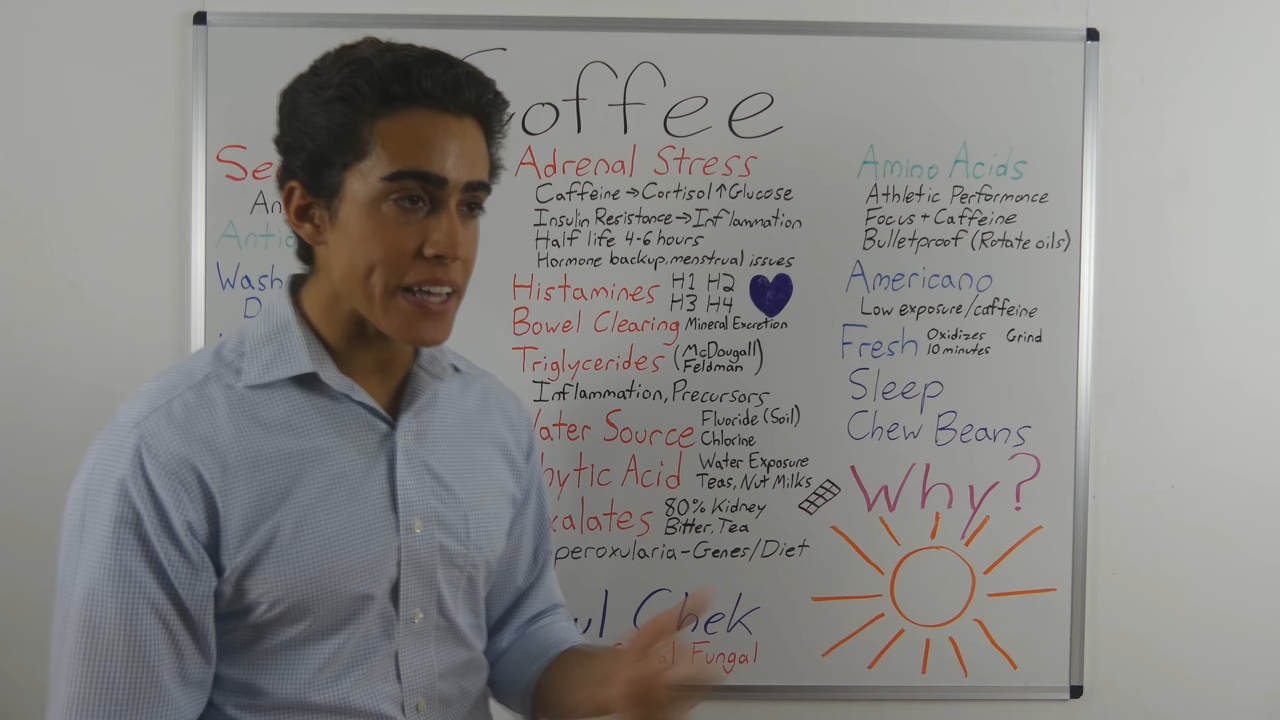 Coffee
Adrenal Stress
Caffeine → Cortisol ↑ Glucose
Insulin Resistance → Inflammation
Half life 4-6 hours
Hormone backup, menstrual issues
Histamines H1 H2
H3 H4
Bowel Clearing Mineral Excretion
Triglycerides (McDougall
Feldman)
Inflammation, Precursors
Water Source Fluoride (Soil)
Chlorine
Phytic Acid Water Exposure
Teas, Nut Milks
xalates 80% Kidney
Bitter, Tea
peroxularia - Genes/Diet
ul Chek
Fungal
Se
An
Antio
Wash
D
Amino Acids
Athletic Performance
Focus + Caffeine
Bulletproof (Rotate oils)
Americano
Low exposure/caffeine
Fresh Oxidizes Grind
10 minutes
Sleep
Chew Beans
Why?